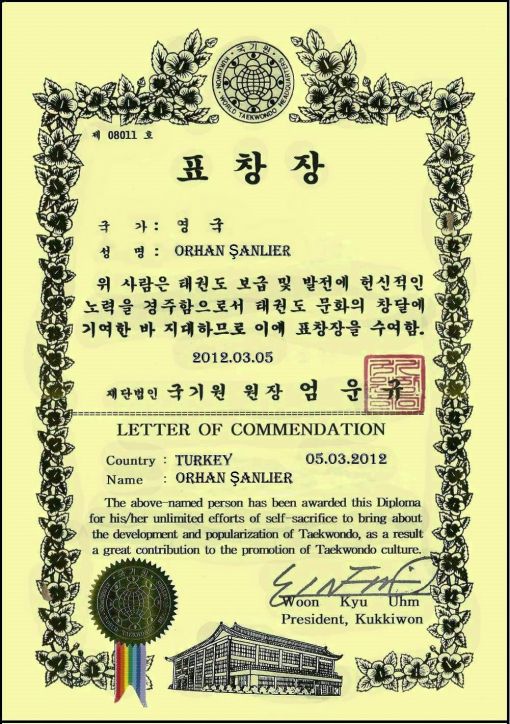 국기원
KUKKIWON WORLD TAEKWONDO HEADQUARTERS
제 08011 호
표 창 장
국 가 : 영 국
성 명 : ORHAN ŞANLIER
위 사람은 태권도 보급 및 발전에 헌신적인
노력을 경주함으로서 태권도 문화의 창달에
기여한 바 지대하므로 이에 표창장을 수여함.
2012.03.05
재단법인 국기원 원장 엄 운 규
LETTER OF COMMENDATION
Country : TURKEY 05.03.2012
Name : ORHAN ŞANLIER
The above-named person has been awarded this Diploma
for his/her unlimited efforts of self-sacrifice to bring about
the development and popularization of Taekwondo, as a result
a great contribution to the promotion of Taekwondo culture.
Woon Kyu Uhm
President, Kukkiwon